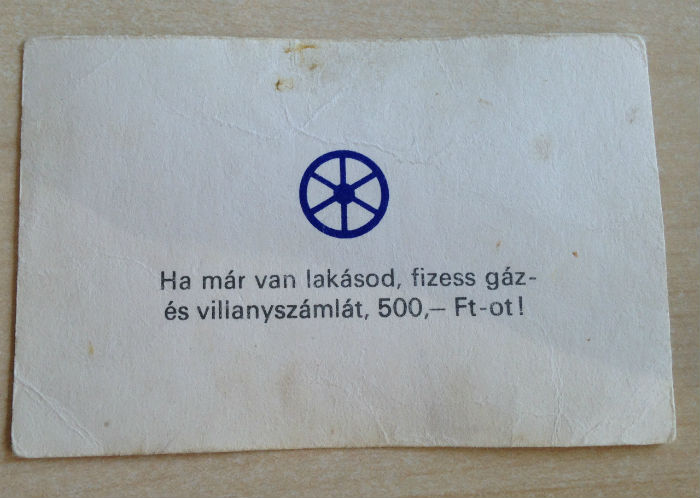 Ha már van lakásod, fizess gáz-
és villanyszámlát, 500,— Ft-ot!